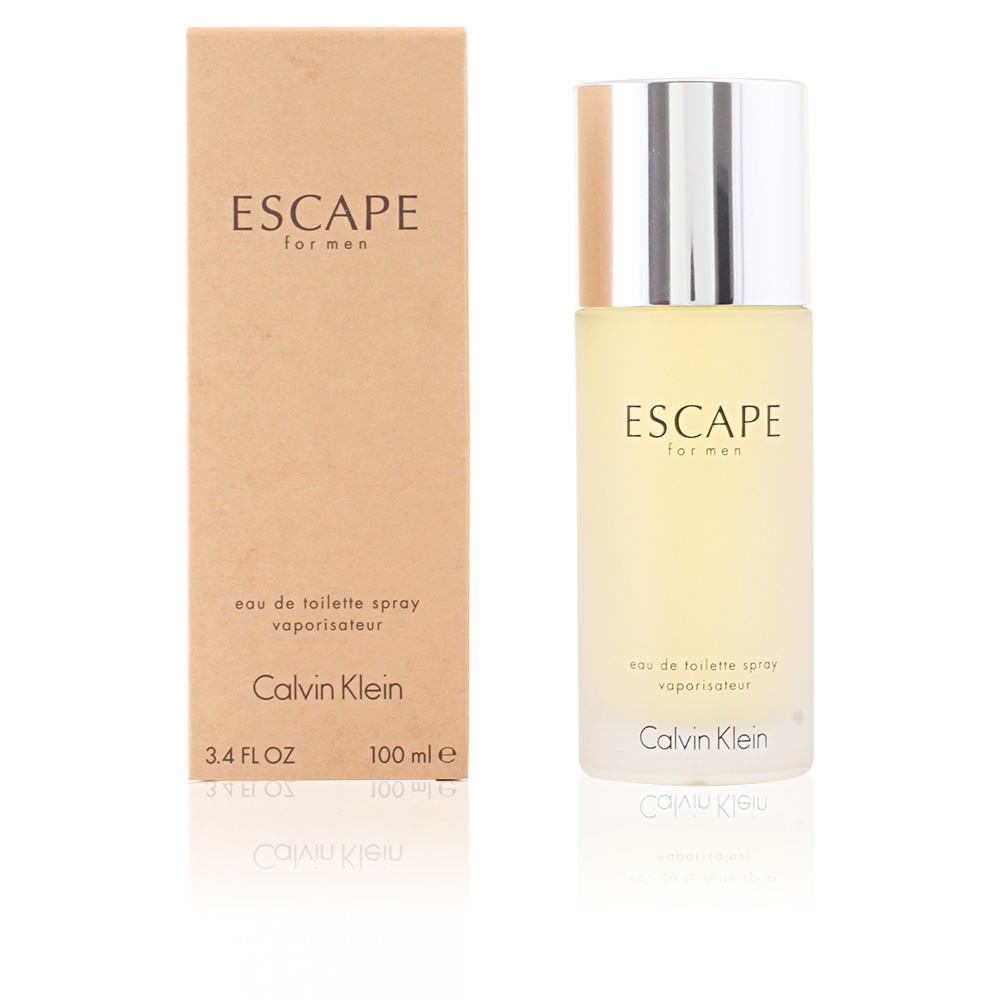 ESCAPE
for men
eau de toilette spray
vaporisateur
Calvin Klein
3.4 FL OZ 100 ml ℮
ESCAPE
for men
eau de toilette spray
vaporisateur
Calvin Klein